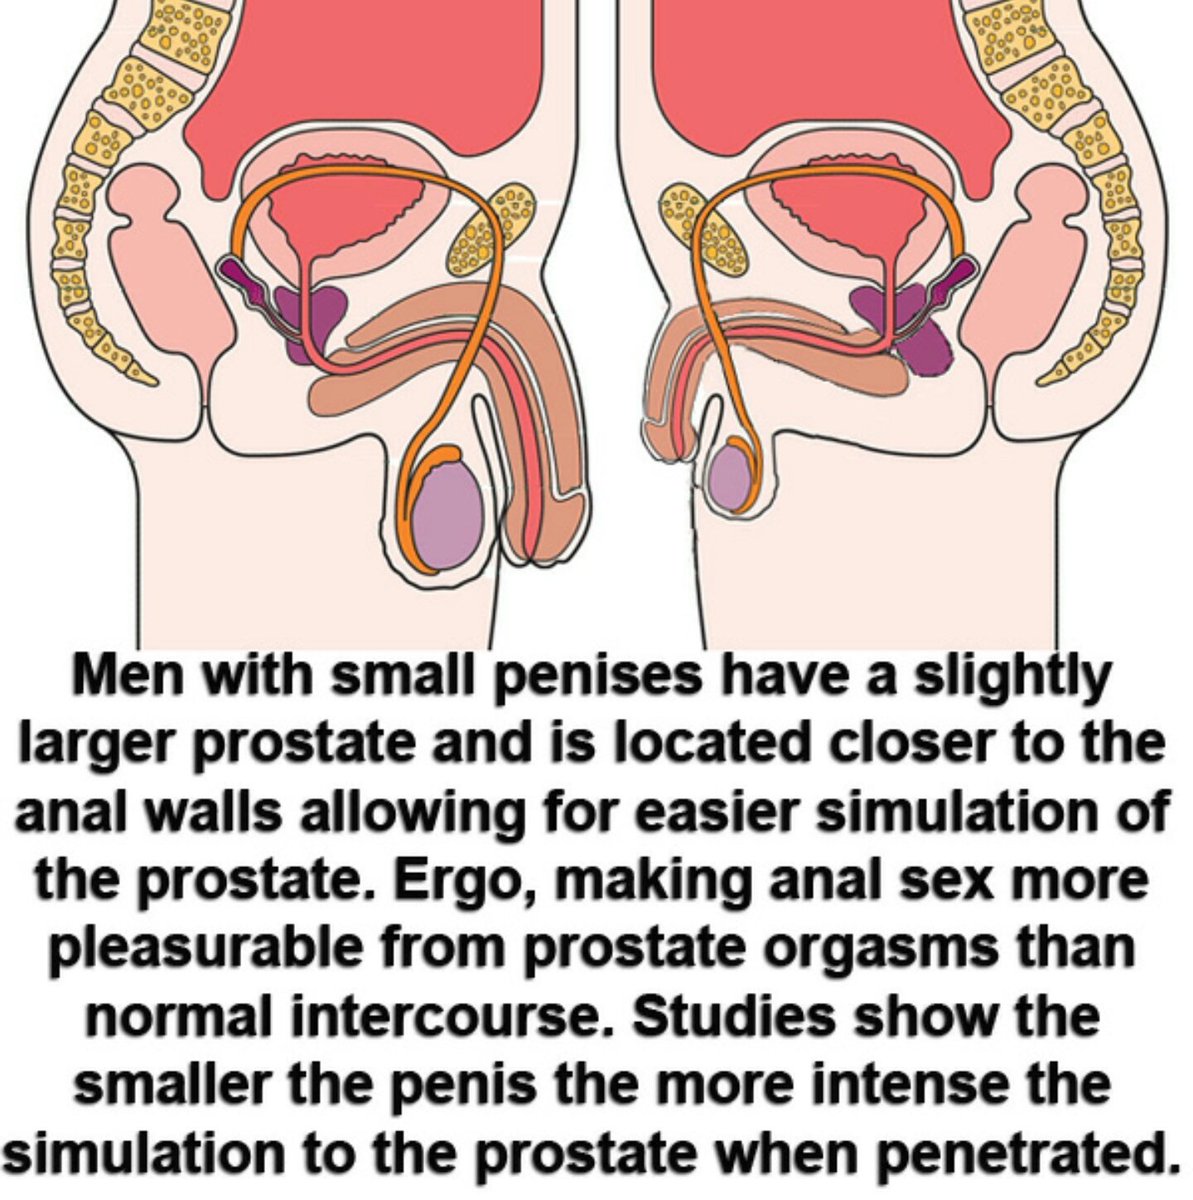 Men with small penises have a slightly
larger prostate and is located closer to the
anal walls allowing for easier simulation of
the prostate. Ergo, making anal sex more
pleasurable from prostate orgasms than
normal intercourse. Studies show the
smaller the penis the more intense the
simulation to the prostate when penetrated.